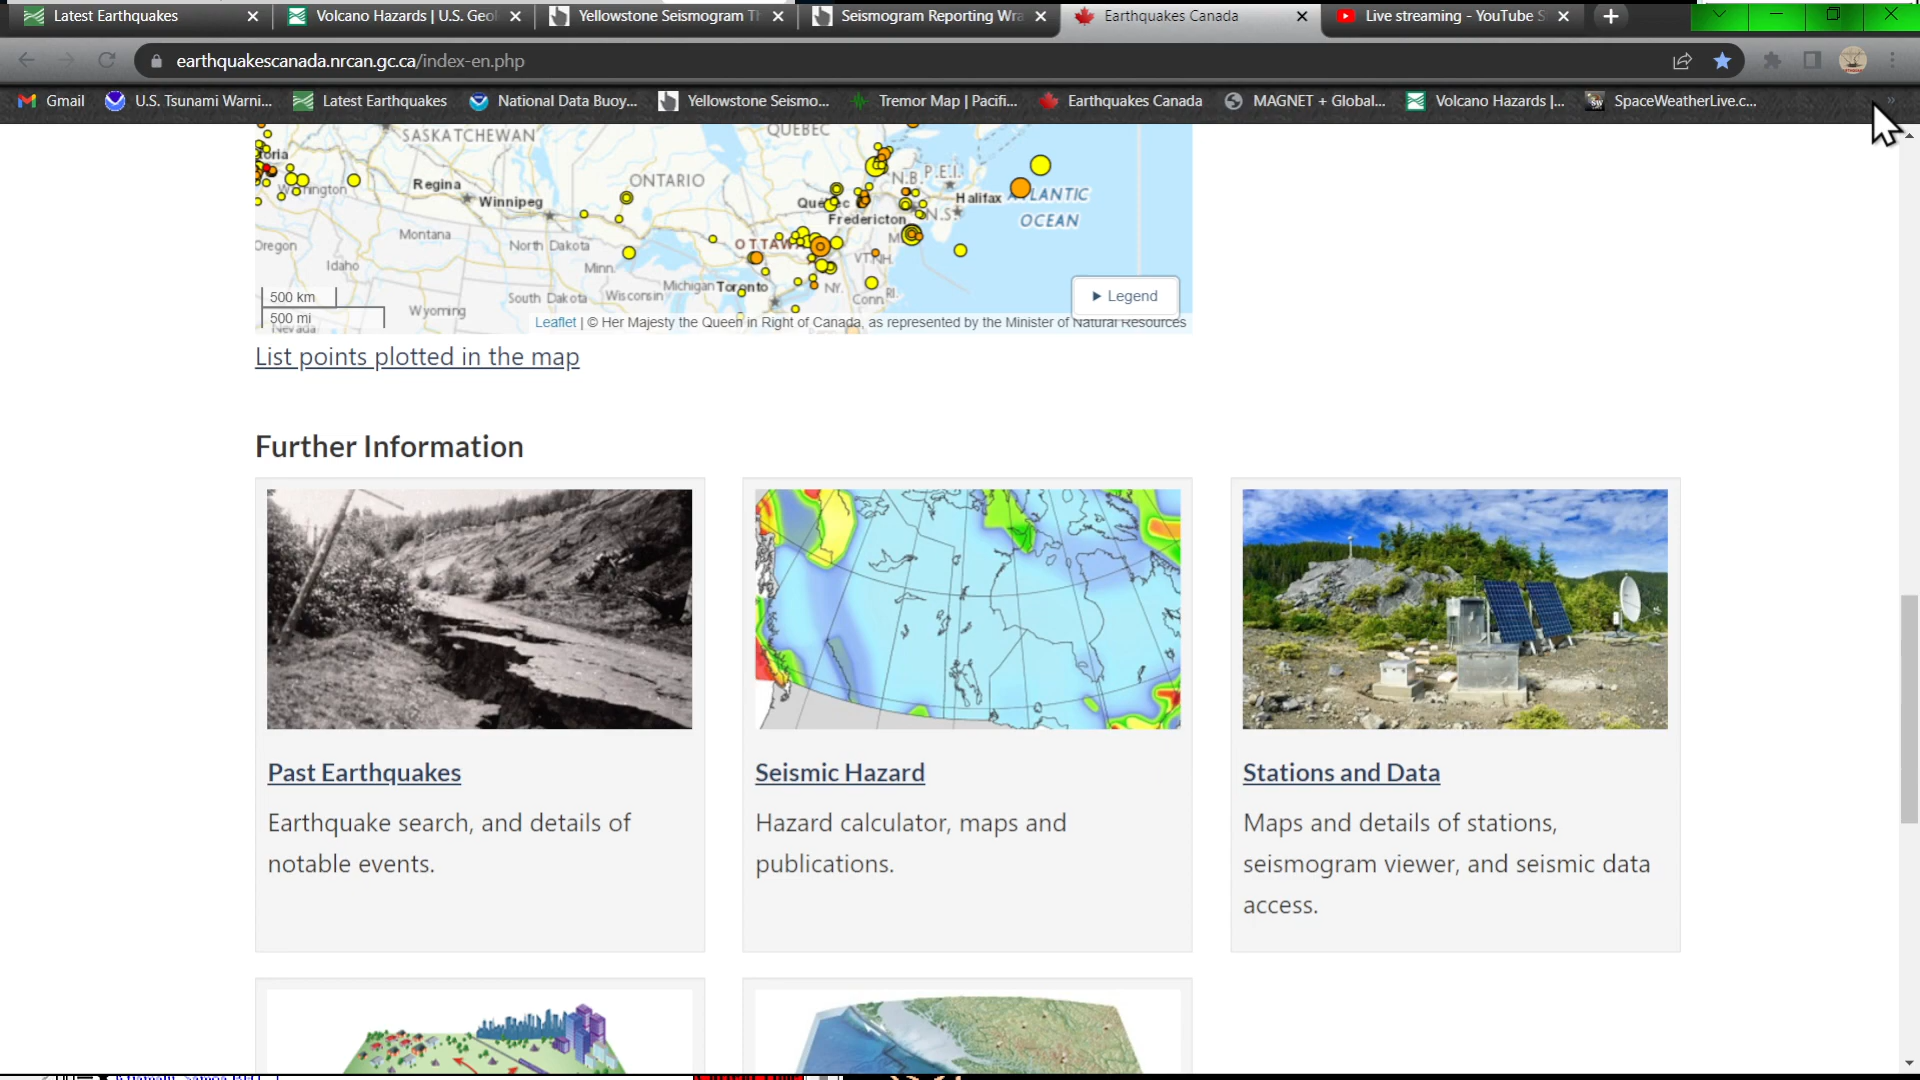 Latest Earthquakes
Volcano Hazards | U.S. Geol
Yellowstone Seismogram T
Seismogram Reporting Wra
Earthquakes Canada
Live streaming - YouTube S
earthquakescanada.nrcan.gc.ca/index-en.php
Gmail
U.S. Tsunami Warni...
Latest Earthquakes
National Data Buoy...
Yellowstone Seismo...
Tremor Map | Pacifi...
Earthquakes Canada
MAGNET + Global...
Volcano Hazards |...
SpaceWeatherLive.c...
SASKATCHEWAN
QUEBEC
toria
Washington
Regina
Winnipeg
ONTARIO
N.B.
P.E.I.
Halifax
ATLANTIC
OCEAN
Québec
Fredericton
N.S.
Oregon
Montana
North Dakota
OTTAWA
VT.
NH.
Idaho
Minn.
Michigan
Toronto
NY.
Conn.
RI.
South Dakota
Wisconsin
Wyoming
Nevada
500 km
500 mi
Legend
Leaflet | © Her Majesty the Queen in Right of Canada, as represented by the Minister of Natural Resources
List points plotted in the map
Further Information
Past Earthquakes
Earthquake search, and details of
notable events.
Seismic Hazard
Hazard calculator, maps and
publications.
Stations and Data
Maps and details of stations,
seismogram viewer, and seismic data
access.